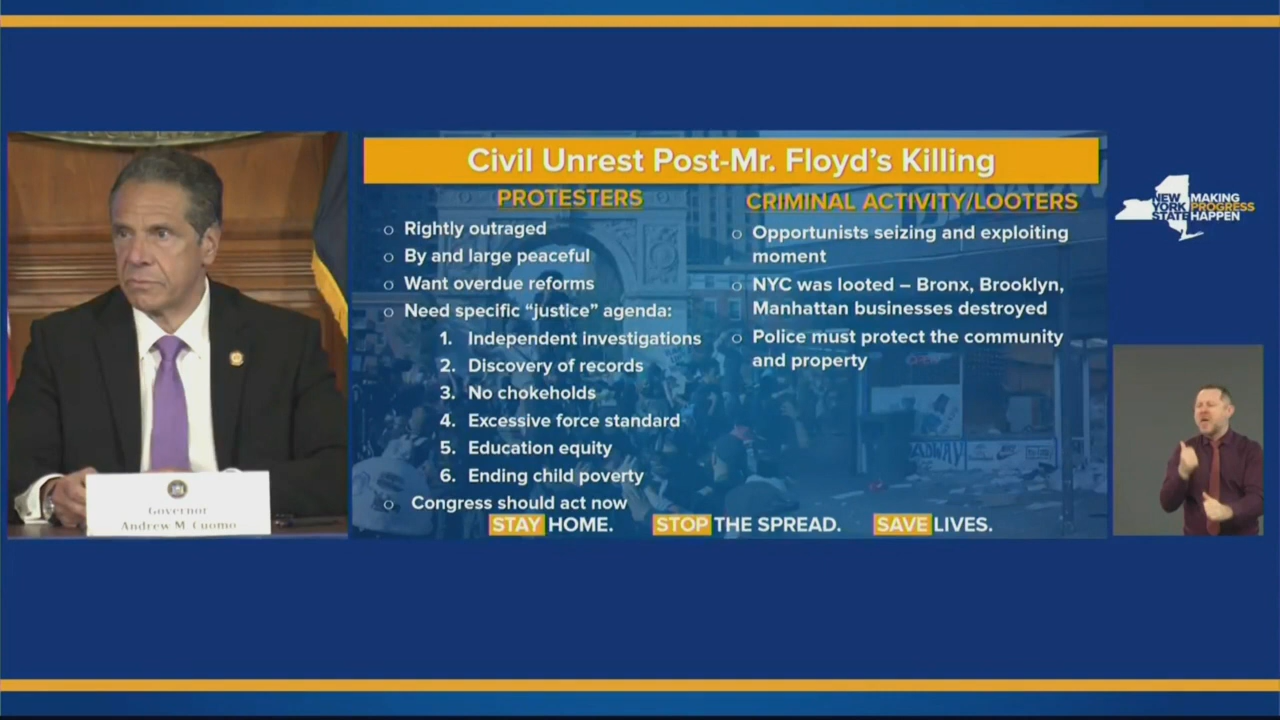 Civil Unrest Post-Mr. Floyd's Killing
PROTESTERS
○ Rightly outraged
○ By and large peaceful
○ Want overdue reforms
○ Need specific “justice” agenda:
1. Independent investigations
2. Discovery of records
3. No chokeholds
4. Excessive force standard
5. Education equity
6. Ending child poverty
○ Congress should act now
CRIMINAL ACTIVITY/LOOTERS
○ Opportunists seizing and exploiting
moment
○ NYC was looted – Bronx, Brooklyn,
Manhattan businesses destroyed
○ Police must protect the community
and property
STAY HOME. STOP THE SPREAD. SAVE LIVES.
NEW
YORK
STATE
MAKING
PROGRESS
HAPPEN
Governor
Andrew M. Cuomo